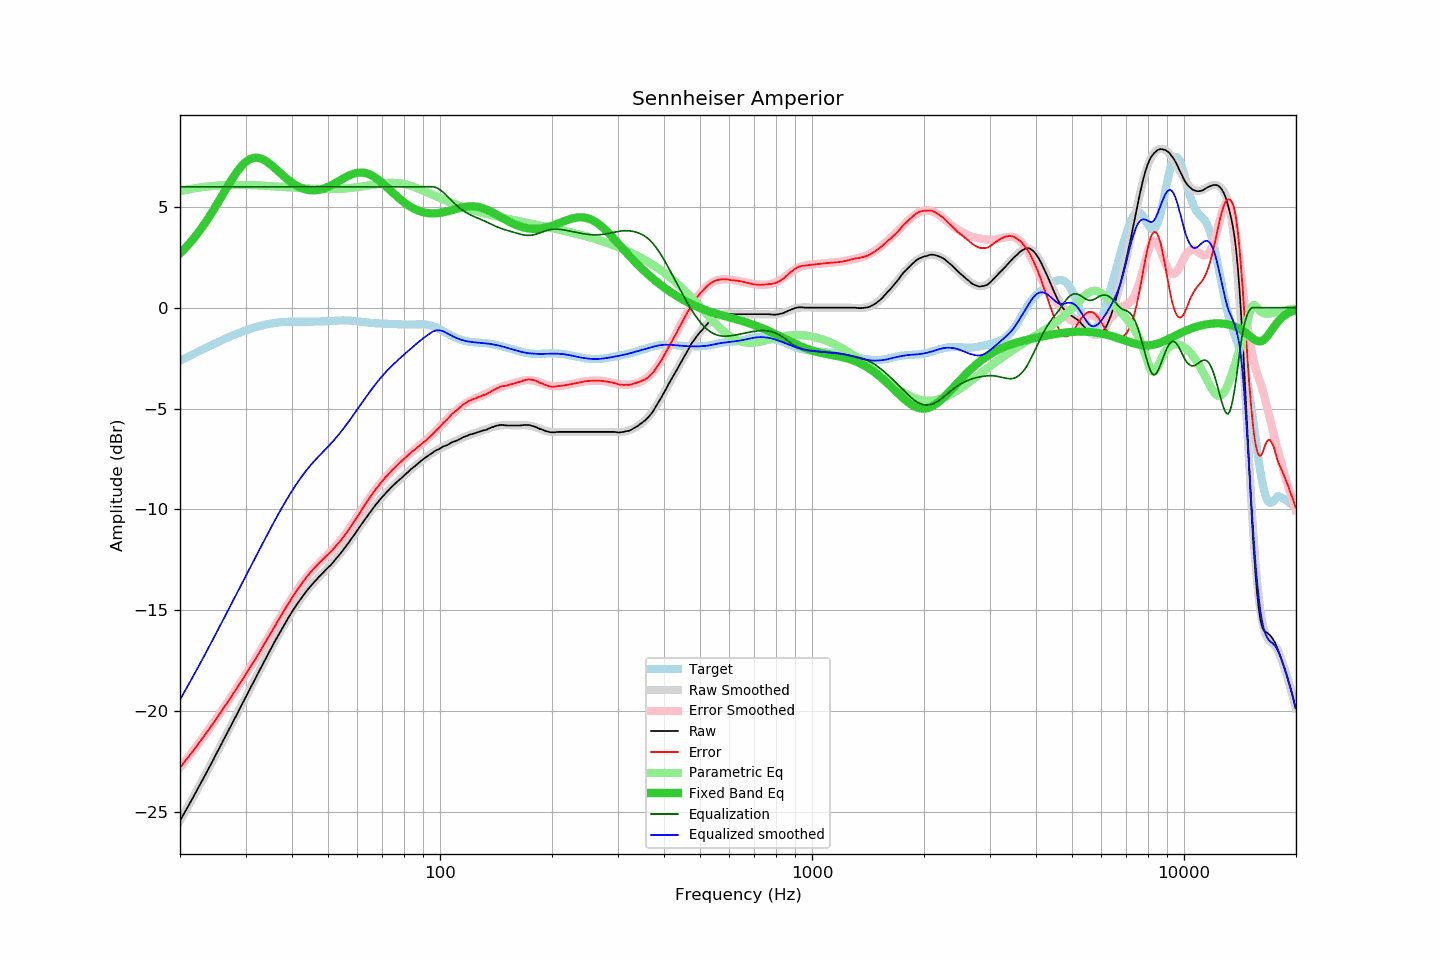 Sennheiser Amperior
5
0
−5
−10
−15
−20
−25
Amplitude (dBr)
Target
Raw Smoothed
Error Smoothed
Raw
Error
Parametric Eq
Fixed Band Eq
Equalization
Equalized smoothed
100
1000
10000
Frequency (Hz)